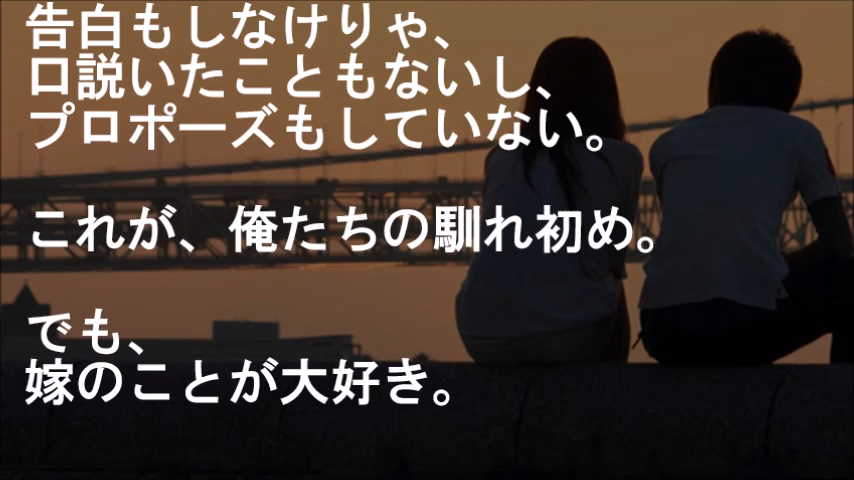 告白もしなけりゃ、
口説いたこともないし、
プロポーズもしていない。
これが、俺たちの馴れ初め。
でも、
嫁のことが大好き。